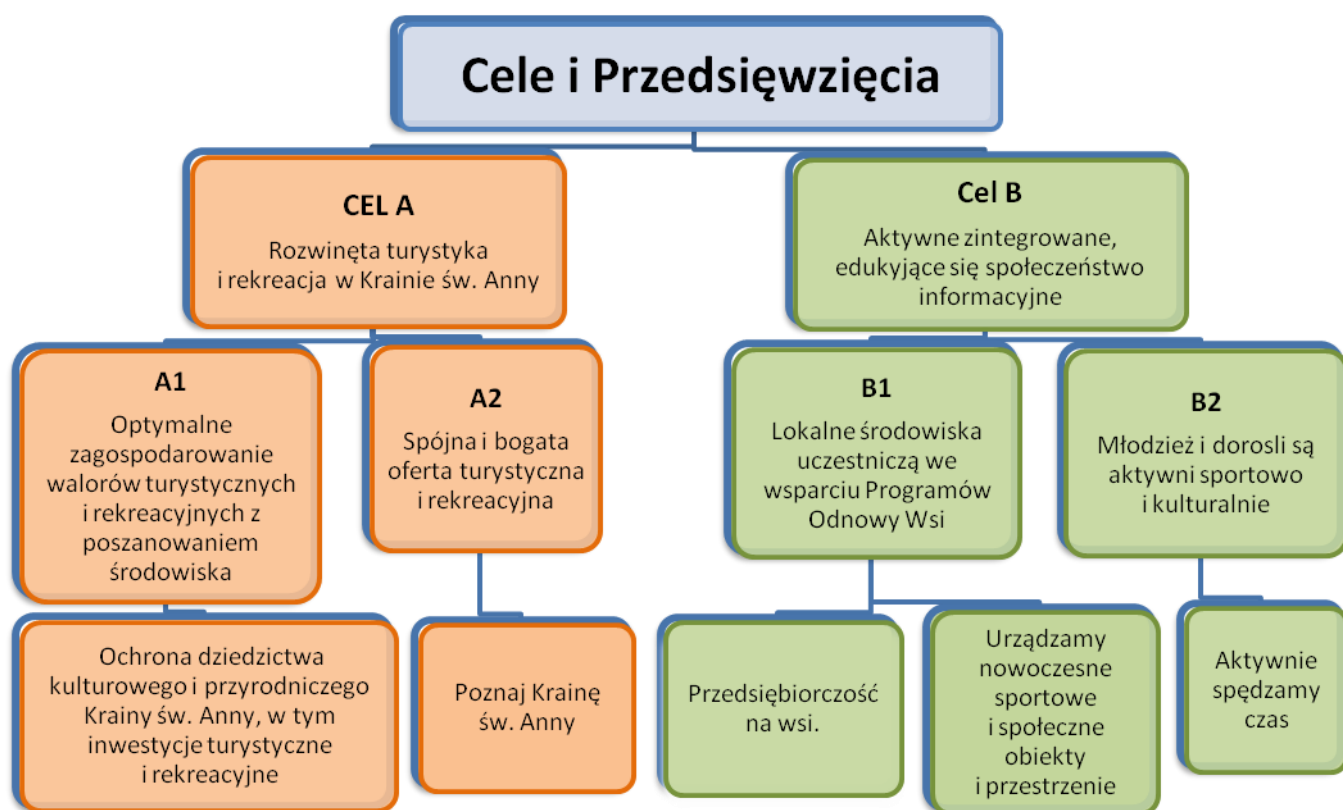 Cele i Przedsięwzięcia
CEL A
Rozwinęta turystyka
i rekreacja w Krainie św. Anny
Cel B
Aktywne zintegrowane,
edukyjące się społeczeństwo
informacyjne
A1
Optymalne
zagospodarowanie
walorów turystycznych
i rekreacyjnych z
poszanowaniem
środowiska
A2
Spójna i bogata
oferta turystyczna
i rekreacyjna
B1
Lokalne środowiska
uczestniczą we
wsparciu Programów
Odnowy Wsi
B2
Młodzież i dorosli są
aktywni sportowo
i kulturalnie
Ochrona dziedzictwa
kulturowego i przyrodniczego
Krainy św. Anny, w tym
inwestycje turystyczne
i rekreacyjne
Poznaj Krainę
św. Anny
Przedsiębiorczość
na wsi.
Urządzamy
nowoczesne
sportowe
i społeczne
obiekty
i przestrzenie
Aktywnie
spędzamy
czas